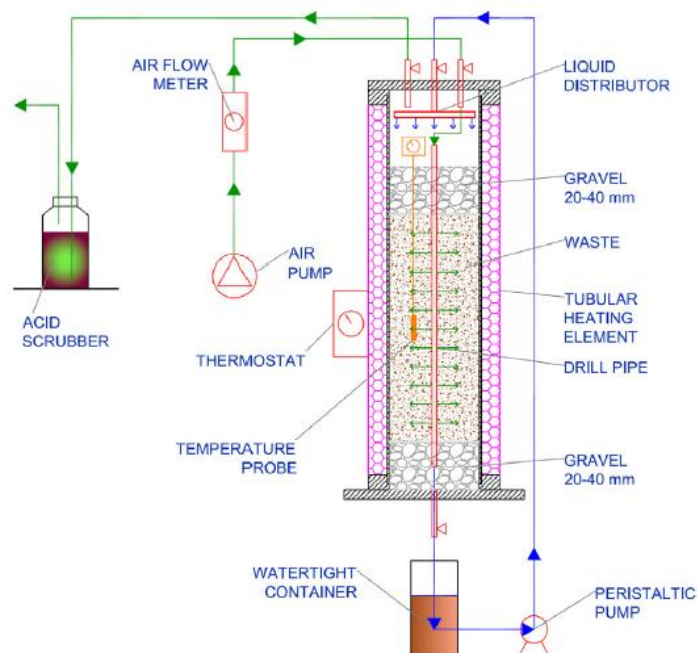 AIR FLOW
METER
LIQUID
DISTRIBUTOR
GRAVEL
20-40 mm
WASTE
AIR
PUMP
TUBULAR
HEATING
ELEMENT
ACID
SCRUBBER
THERMOSTAT
DRILL PIPE
TEMPERATURE
PROBE
GRAVEL
20-40 mm
WATERTIGHT
CONTAINER
PERISTALTIC
PUMP